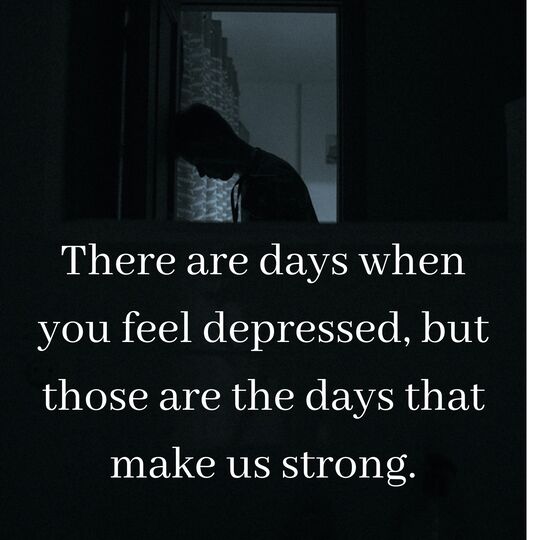 There are days when
you feel depressed, but
those are the days that
make us strong.